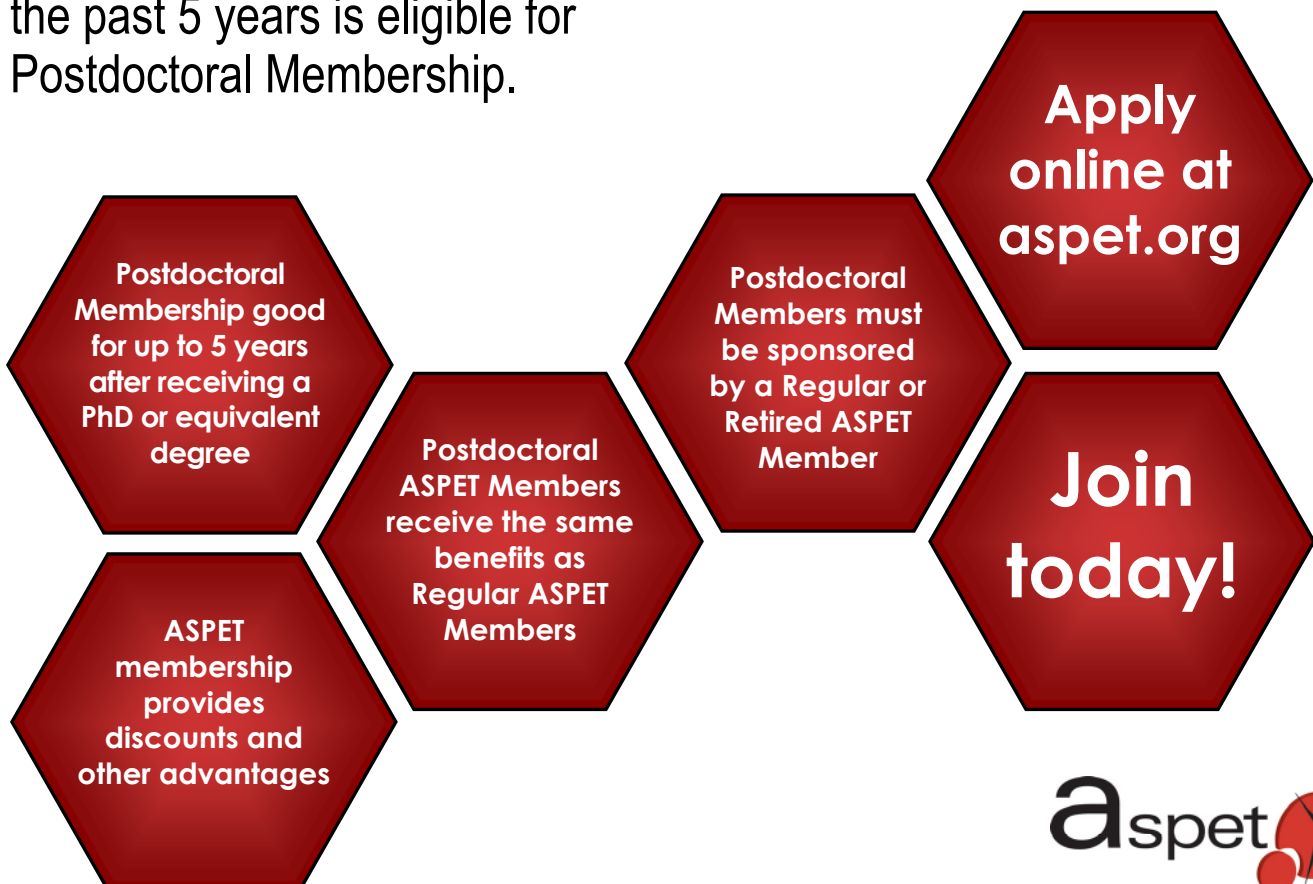 the past 5 years is eligible for
Postdoctoral Membership.
Apply
online at
aspet.org
Postdoctoral
Membership good
for up to 5 years
after receiving a
PhD or equivalent
degree
Postdoctoral
Members must
be sponsored
by a Regular or
Retired ASPET
Member
Postdoctoral
ASPET Members
receive the same
benefits as
Regular ASPET
Members
Join
today!
ASPET
membership
provides
discounts and
other advantages
aspet